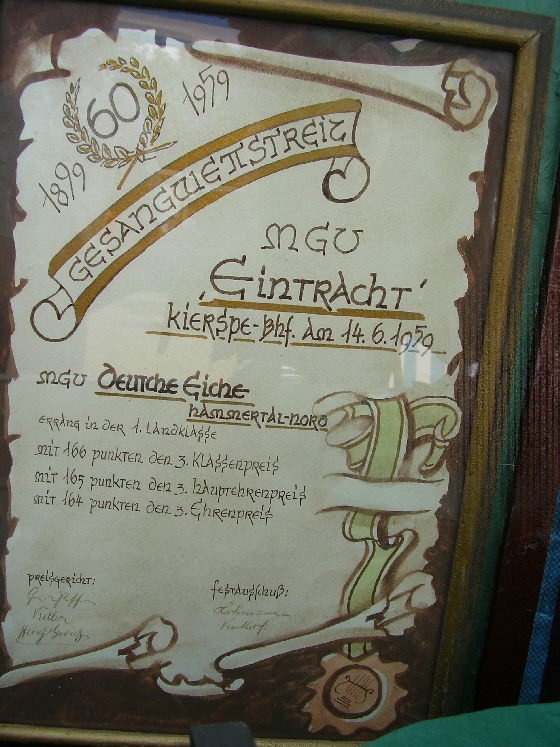 60
1899 1959
GESANGWETTSTREIT
MGV
„Eintracht“
Kierspe-Bhf. Am 14.6.1959
MGV Deutche Eiche
Hammertal-Nord
errang in der 1. Landklasse
mit 166 punkten den 3. Klassenpreis
mit 165 punkten den 3. Hauptehrenpreis
mit 164 punkten den 3. Ehrenpreis
preisgericht: festausschuß:
Keller